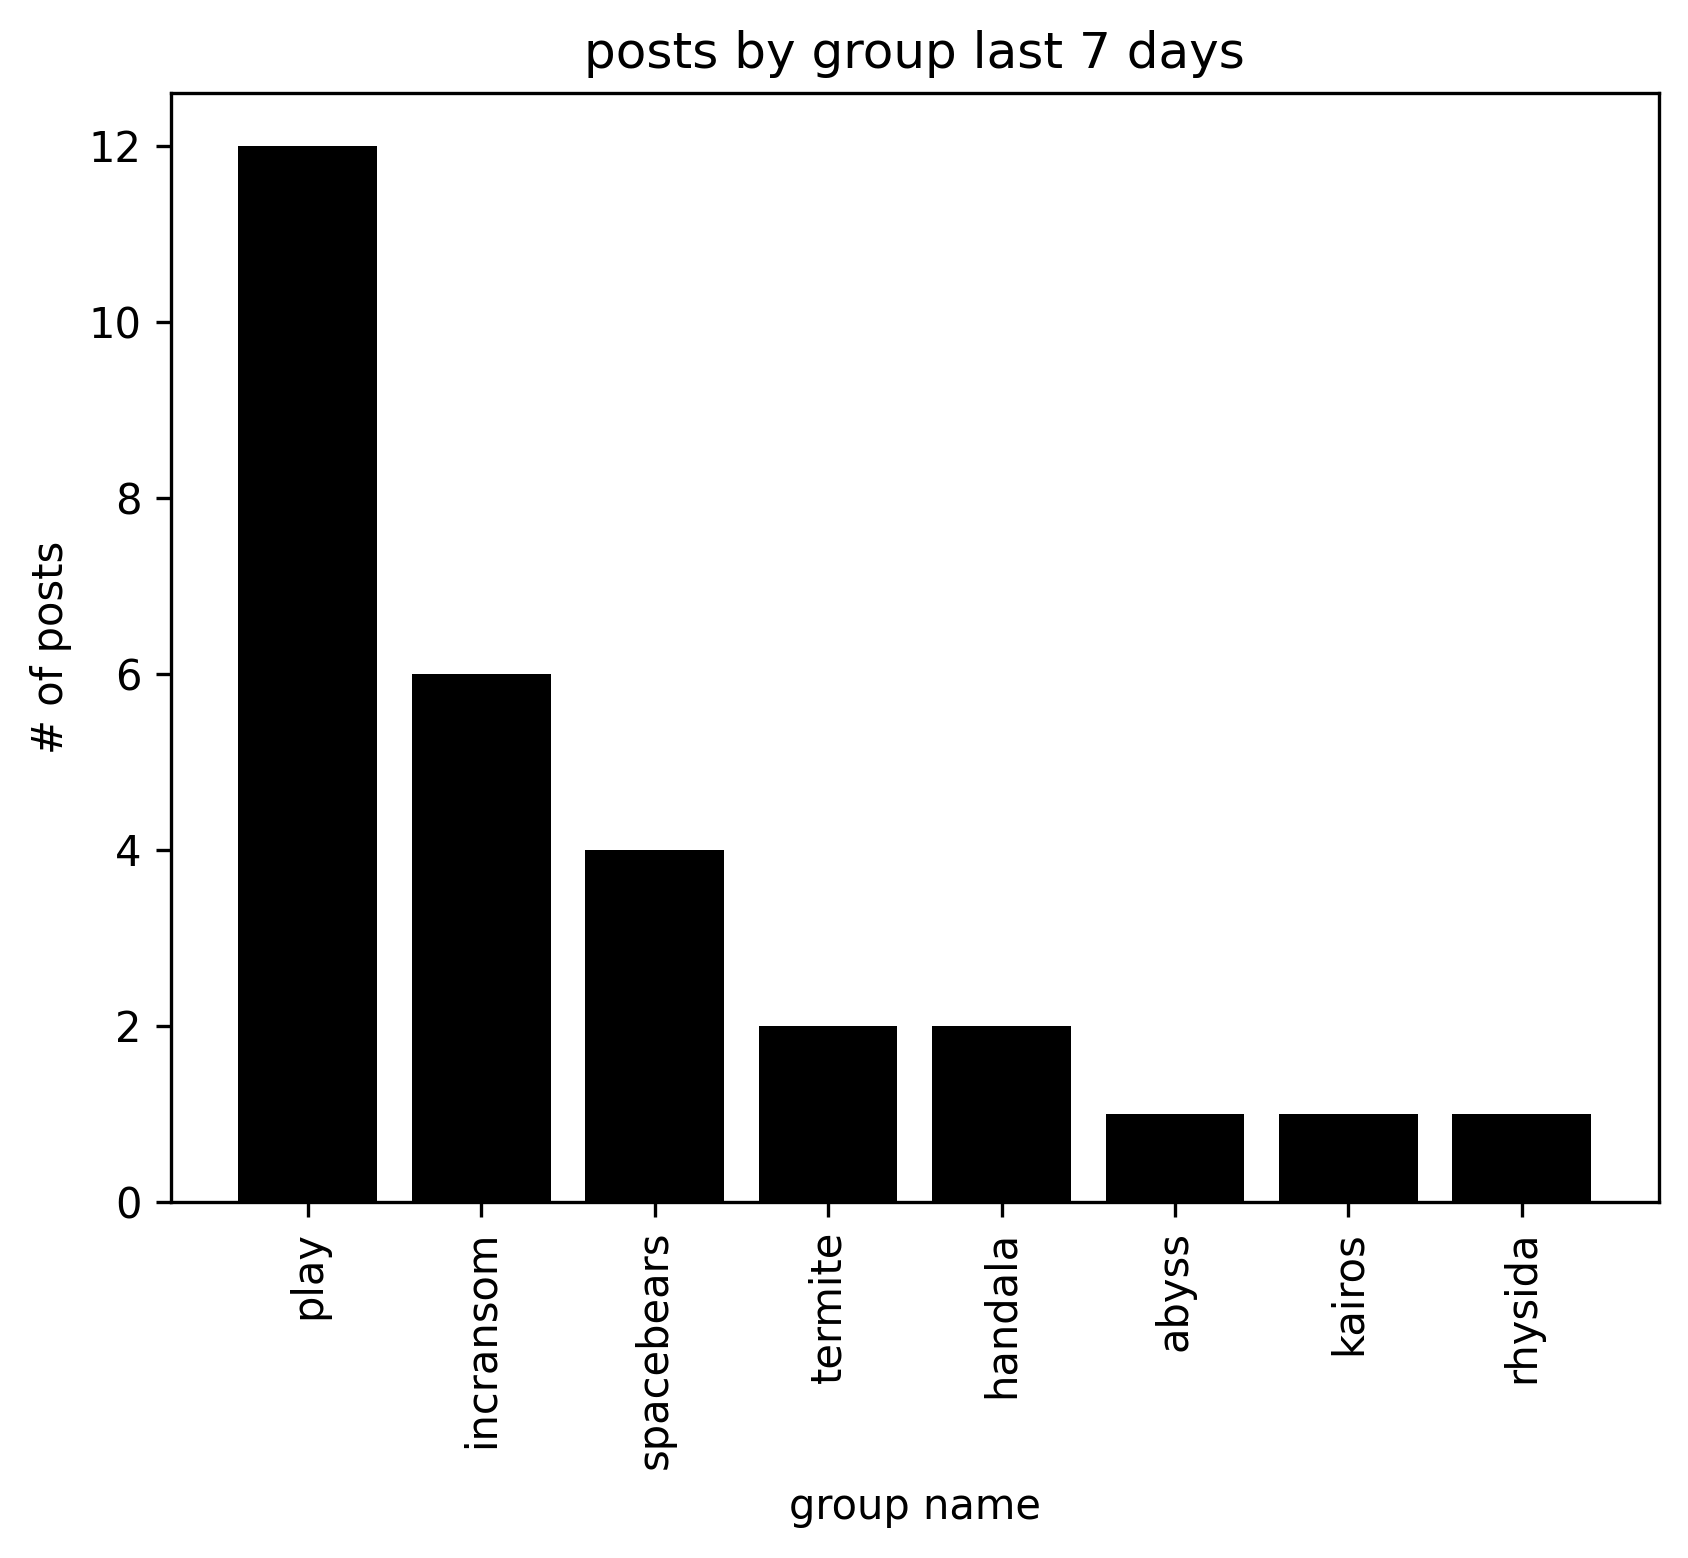 posts by group last 7 days
12
10
8
6
4
2
0
# of posts
play
incransom
spacebears
termite
handala
abyss
kairos
rhysida
group name